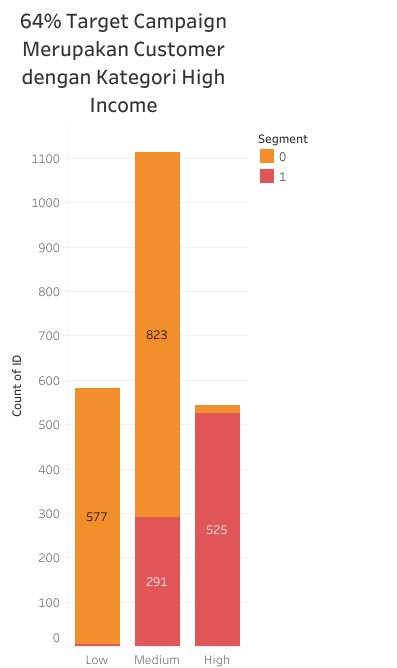 64% Target Campaign
Merupakan Customer
dengan Kategori High
Income
Segment
0
1
1100
1000
900
800
700
600
500
400
300
200
100
0
Count of ID
823
577
525
291
Low
Medium
High